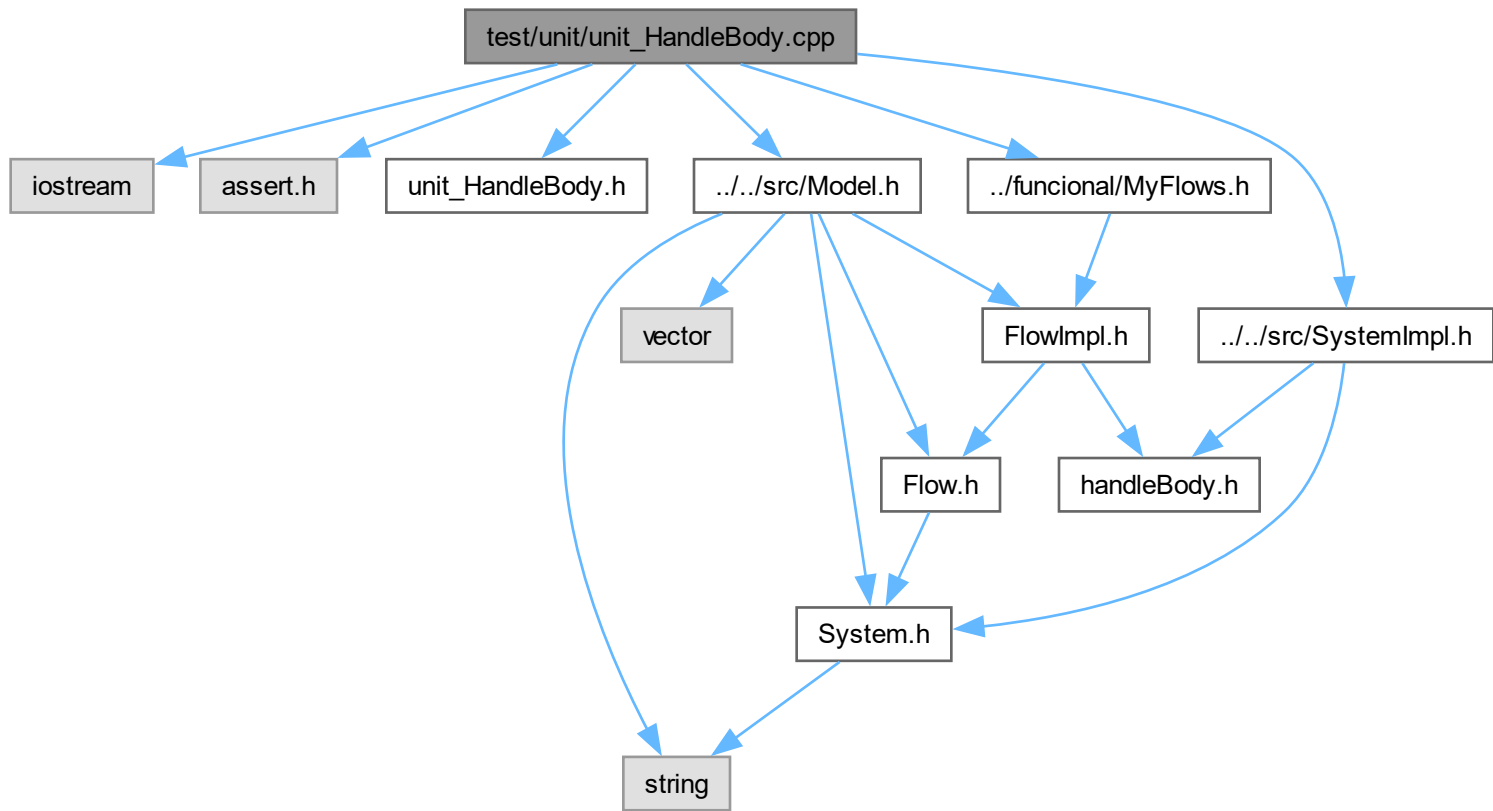 test/unit/unit_HandleBody.cpp
iostream
assert.h
unit_HandleBody.h
../../src/Model.h
../funcional/MyFlows.h
vector
FlowImpl.h
../../src/SystemImpl.h
Flow.h
handleBody.h
System.h
string